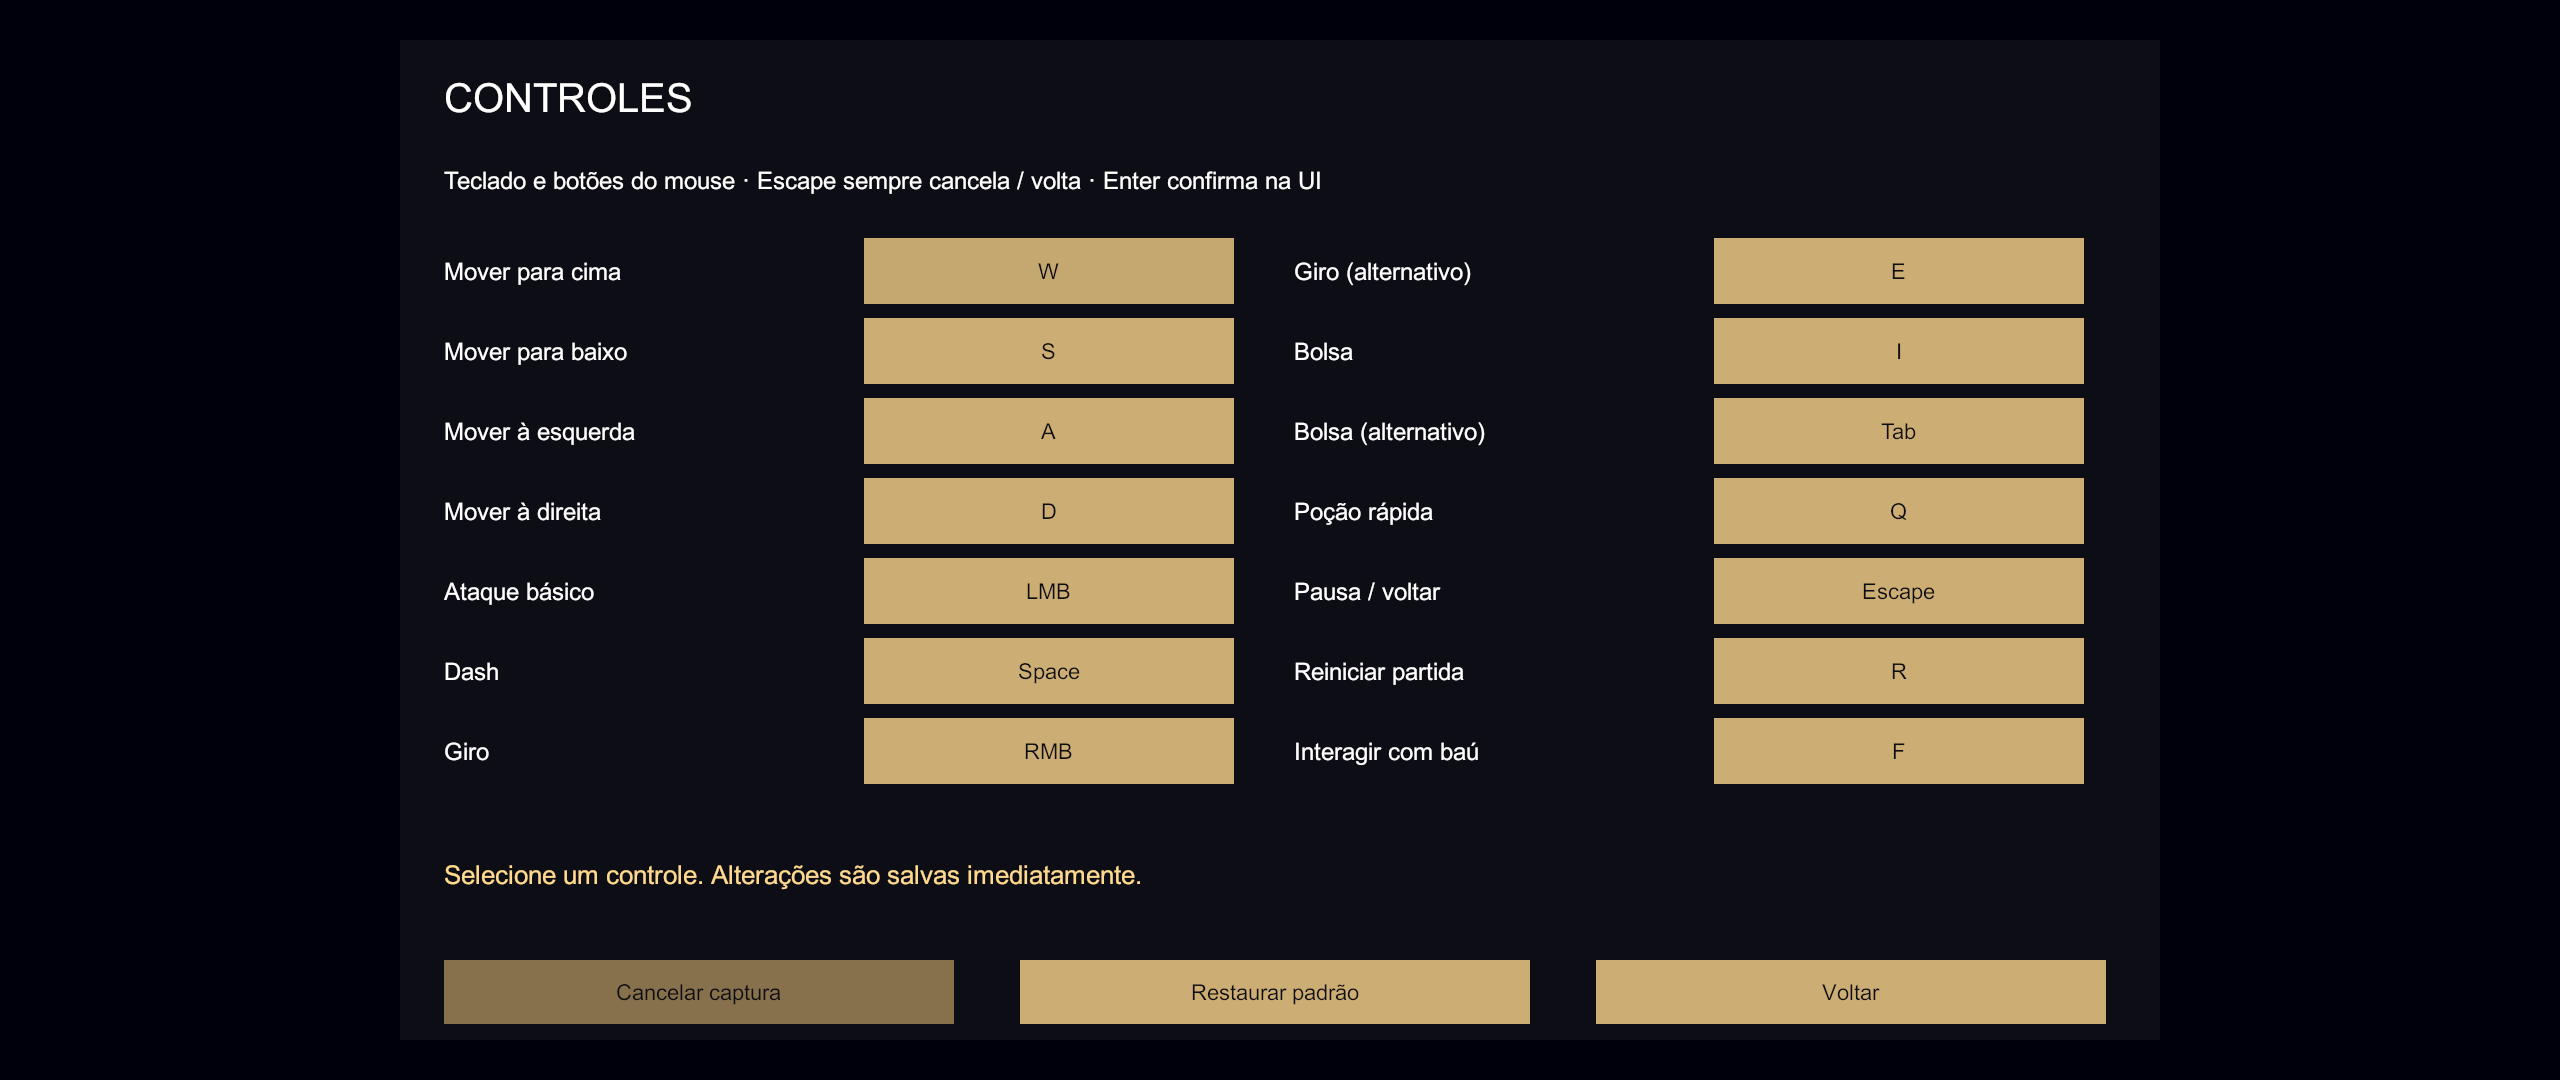 CONTROLES
Teclado e botões do mouse · Escape sempre cancela / volta · Enter confirma na UI
Mover para cima W Giro (alternativo) E
Mover para baixo S Bolsa I
Mover à esquerda A Bolsa (alternativo) Tab
Mover à direita D Poção rápida Q
Ataque básico LMB Pausa / voltar Escape
Dash Space Reiniciar partida R
Giro RMB Interagir com baú F
Selecione um controle. Alterações são salvas imediatamente.
Cancelar captura Restaurar padrão Voltar